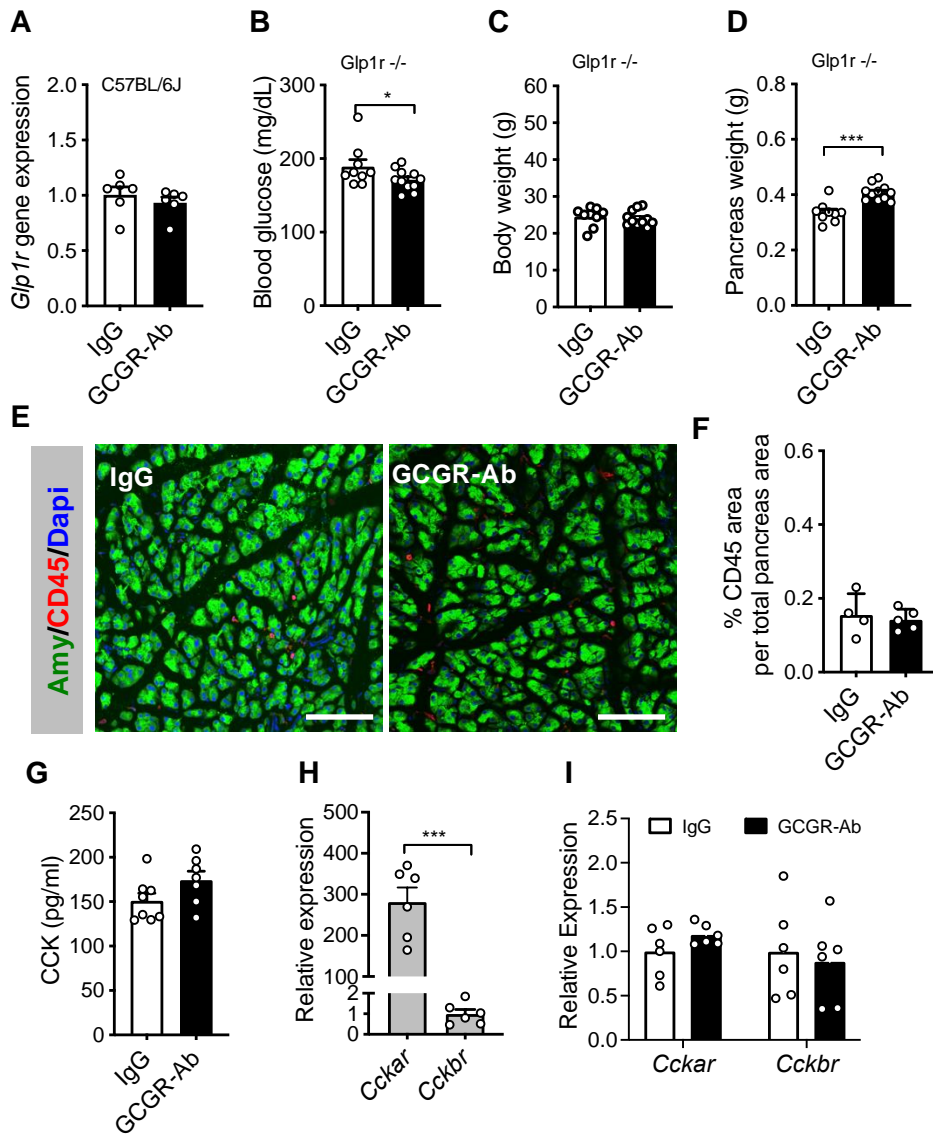 A
C57BL/6J
Glp1r gene expression
2.0
1.5
1.0
0.5
0.0
IgG
GCGR-Ab
B
Glp1r -/-
Blood glucose (mg/dL)
300
200
100
0
*
IgG
GCGR-Ab
C
Glp1r -/-
Body weight (g)
60
50
40
30
20
10
0
IgG
GCGR-Ab
D
Glp1r -/-
Pancreas weight (g)
0.8
0.6
0.4
0.2
0.0
***
IgG
GCGR-Ab
E
Amy/CD45/Dapi
IgG
GCGR-Ab
F
% CD45 area
per total pancreas area
0.6
0.4
0.2
0.0
IgG
GCGR-Ab
G
CCK (pg/ml)
250
200
150
100
50
0
IgG
GCGR-Ab
H
Relative expression
500
400
300
200
100
2
1
0
***
Cckar
Cckbr
I
IgG
GCGR-Ab
Relative Expression
2.5
2.0
1.5
1.0
0.5
0.0
Cckar
Cckbr